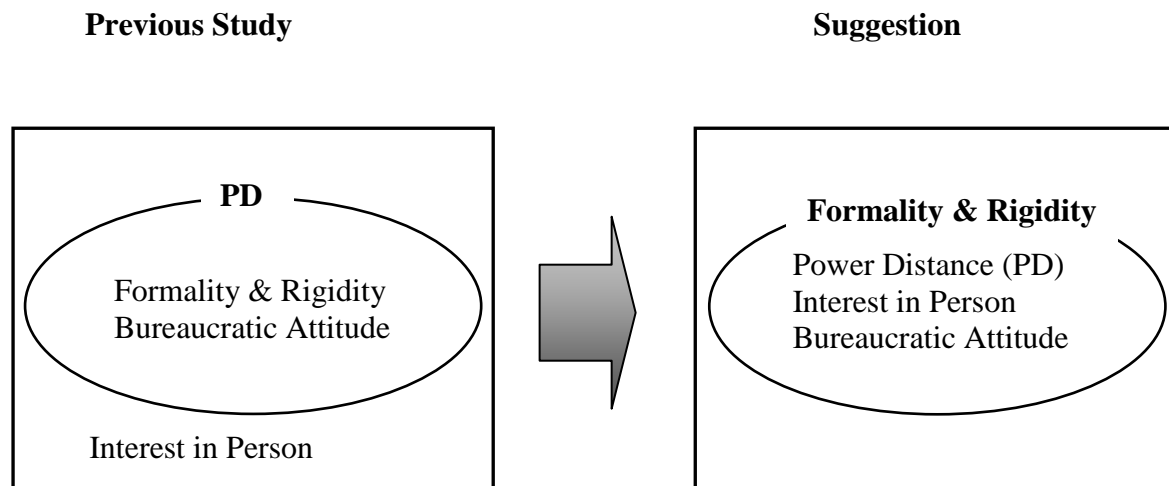 Previous Study
Suggestion
PD
Formality & Rigidity
Bureaucratic Attitude
Interest in Person
Formality & Rigidity
Power Distance (PD)
Interest in Person
Bureaucratic Attitude